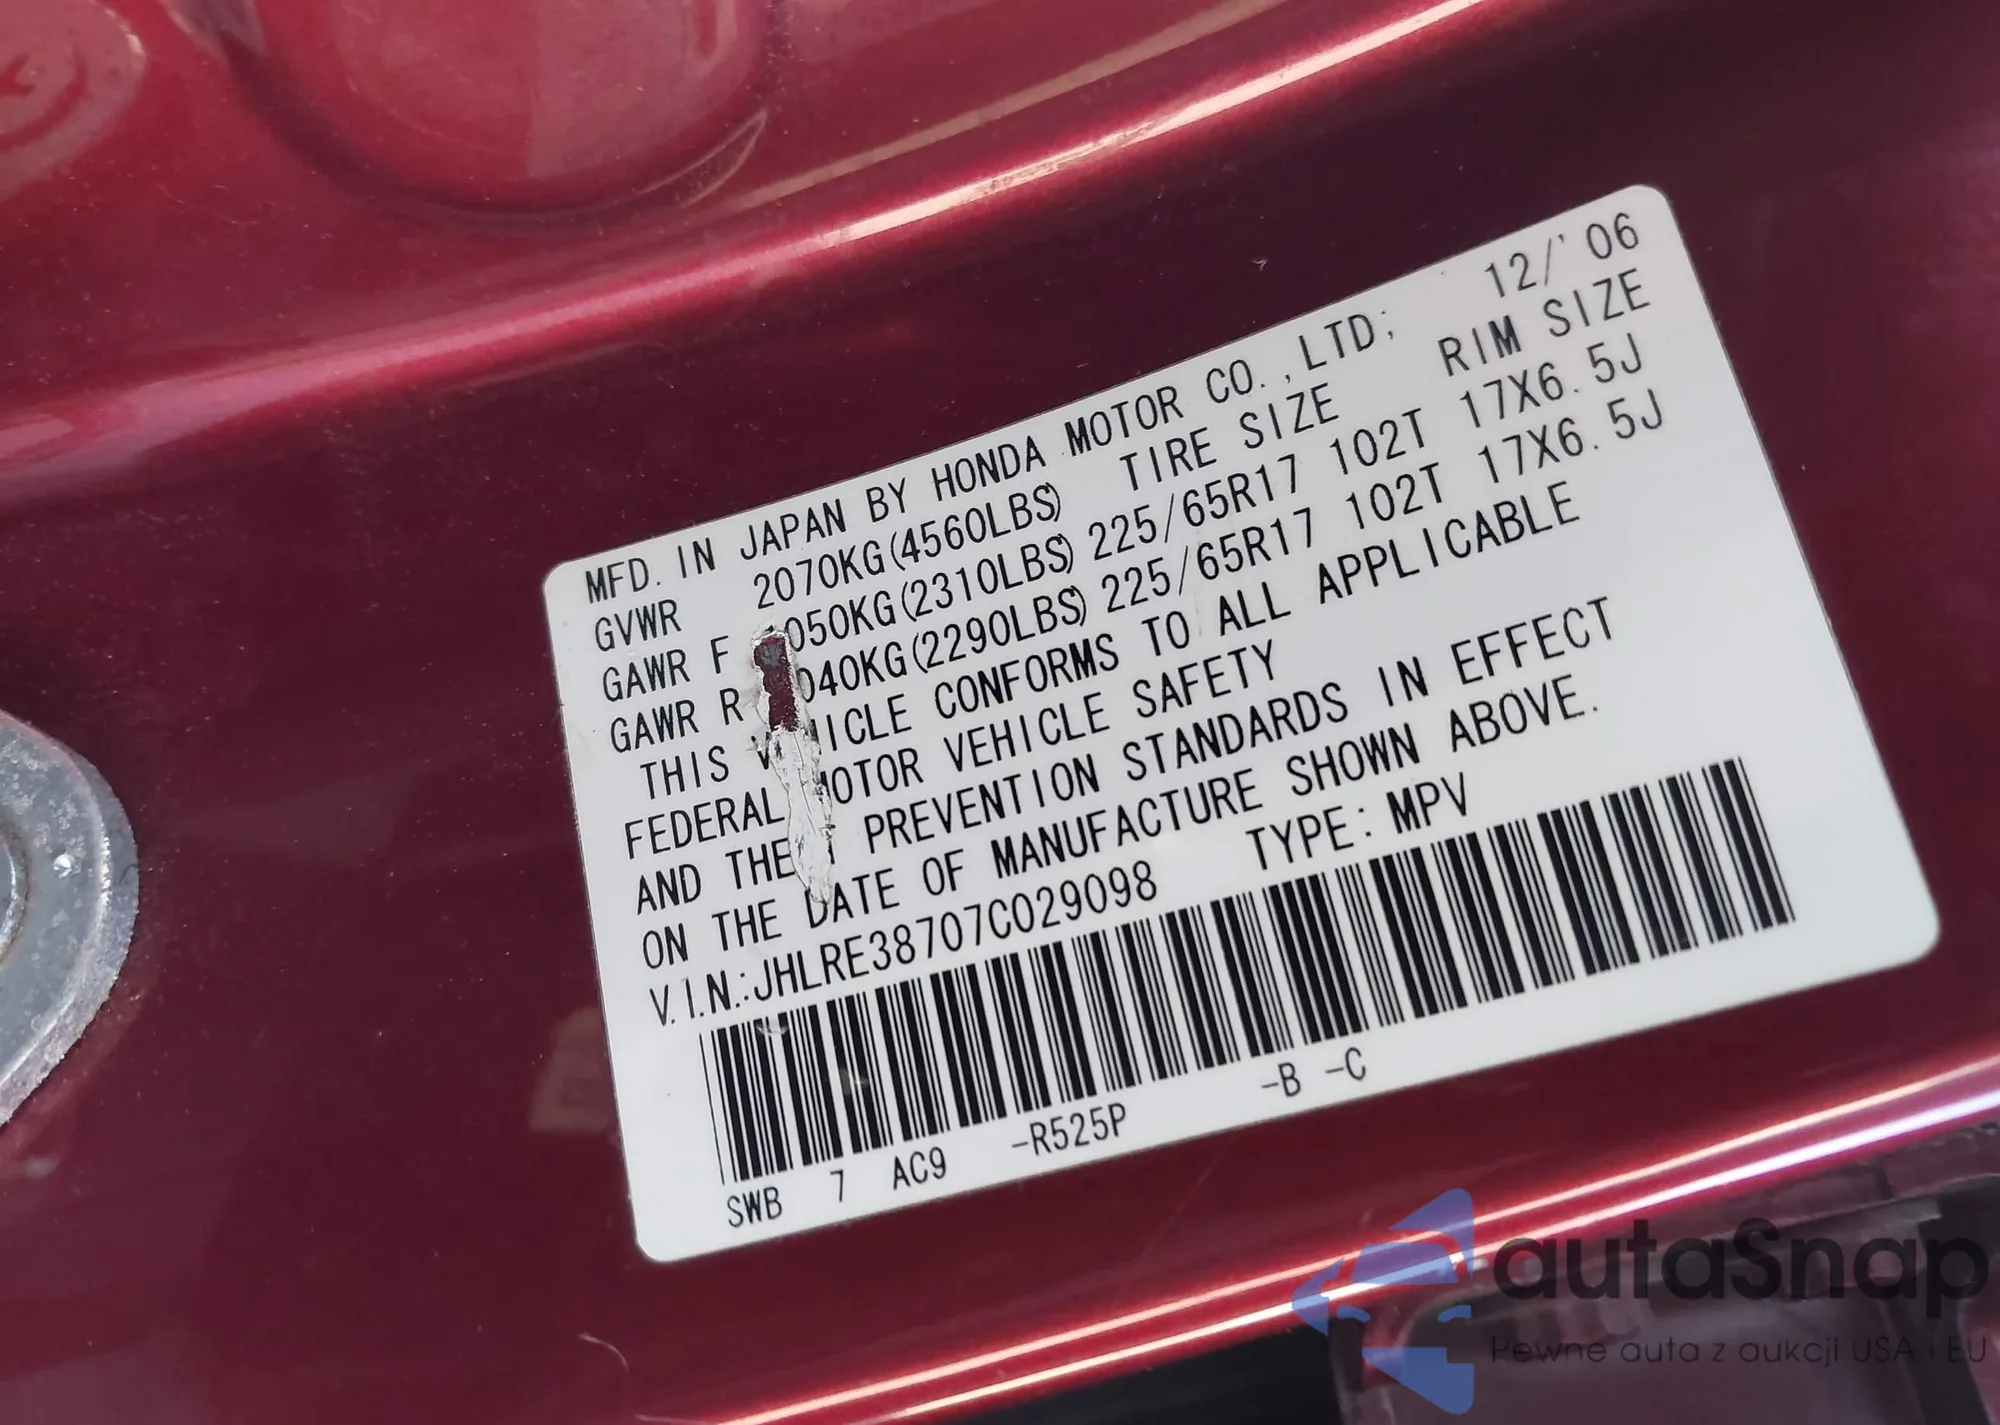 MFD. IN JAPAN BY HONDA MOTOR CO.,LTD; 12/'06
GVWR 2070KG(4560LBS) TIRE SIZE RIM SIZE
GAWR F 1050KG(2310LBS) 225/65R17 102T 17X6.5J
GAWR R 040KG(2290LBS) 225/65R17 102T 17X6.5J
THIS VEHICLE CONFORMS TO ALL APPLICABLE
FEDERAL MOTOR VEHICLE SAFETY
AND THEFT PREVENTION STANDARDS IN EFFECT
ON THE DATE OF MANUFACTURE SHOWN ABOVE.
V.I.N.:JHLRE38707C029098 TYPE: MPV
SWB 7 AC9 -R525P -B -C
autaSnap
Pewne auta z aukcji USA i EU